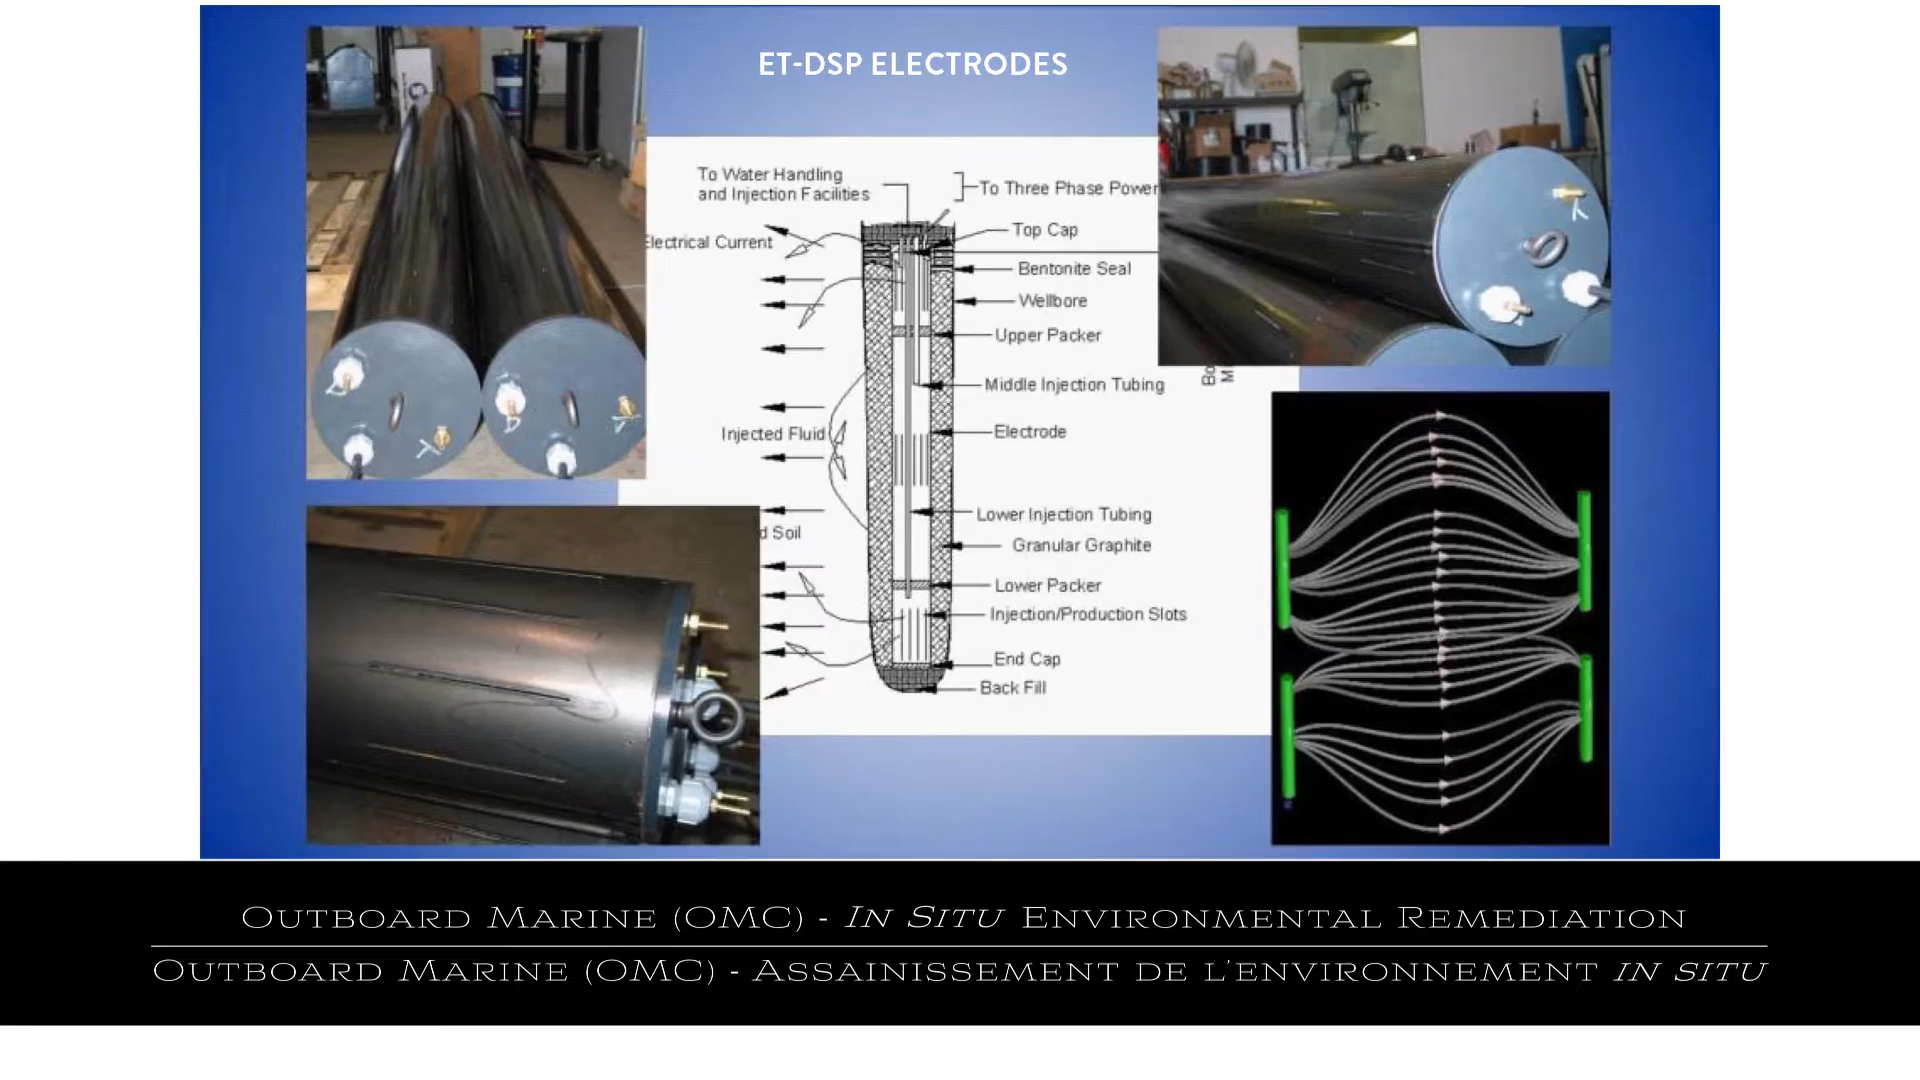 ET-DSP ELECTRODES
To Water Handling
and Injection Facilities
To Three Phase Power
Electrical Current
Top Cap
Bentonite Seal
Wellbore
Upper Packer
Middle Injection Tubing
Injected Fluid
Electrode
Lower Injection Tubing
Soil
Granular Graphite
Lower Packer
Injection/Production Slots
End Cap
Back Fill
OUTBOARD MARINE (OMC) - IN SITU ENVIRONMENTAL REMEDIATION
OUTBOARD MARINE (OMC) - ASSAINISSEMENT DE L'ENVIRONNEMENT IN SITU